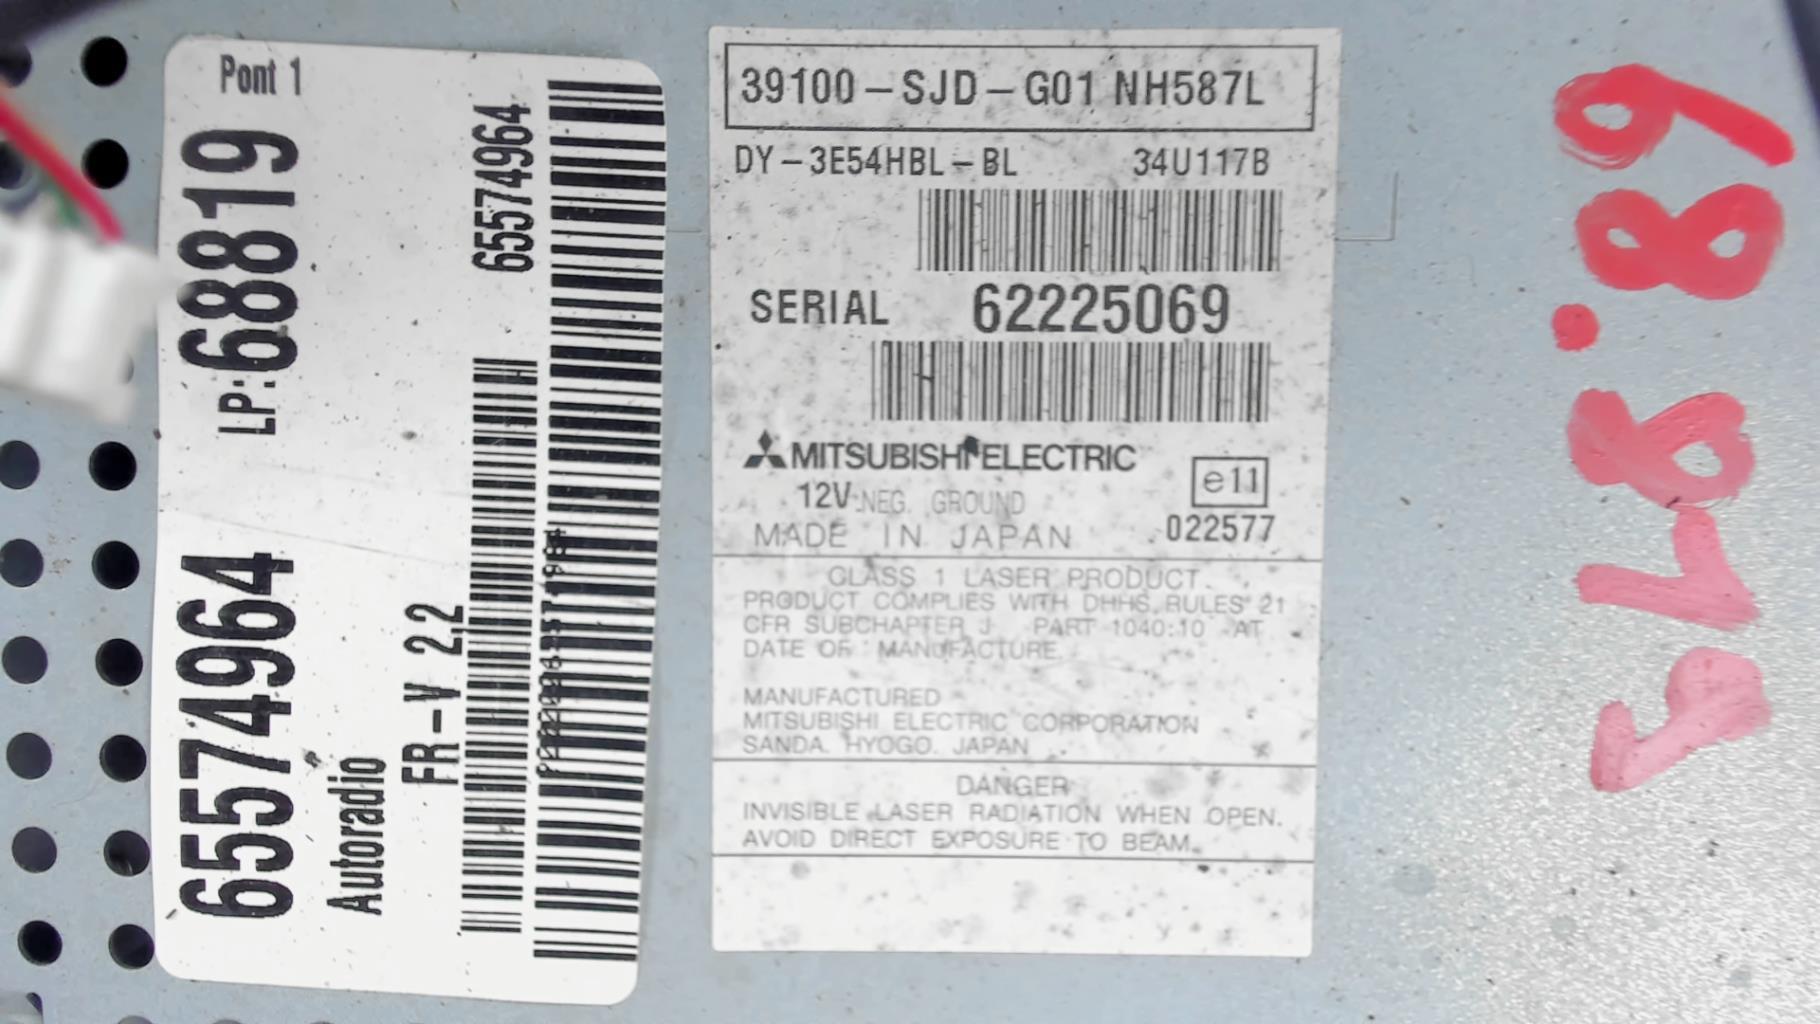 Pont 1
LP: 68819
65574964
65574964
Autoradio
FR-V 2,2
39100-SJD-G01 NH587L
DY-3E54HBL-BL 34U117B
SERIAL 62225069
MITSUBISHI ELECTRIC
12V NEG. GROUND
e11
MADE IN JAPAN 022577
CLASS 1 LASER PRODUCT
PRODUCT COMPLIES WITH DHHS RULES 21
CFR SUBCHAPTER J PART 1040.10 AT
DATE OF MANUFACTURE.
MANUFACTURED
MITSUBISHI ELECTRIC CORPORATION
SANDA. HYOGO. JAPAN
DANGER
INVISIBLE LASER RADIATION WHEN OPEN.
AVOID DIRECT EXPOSURE TO BEAM.